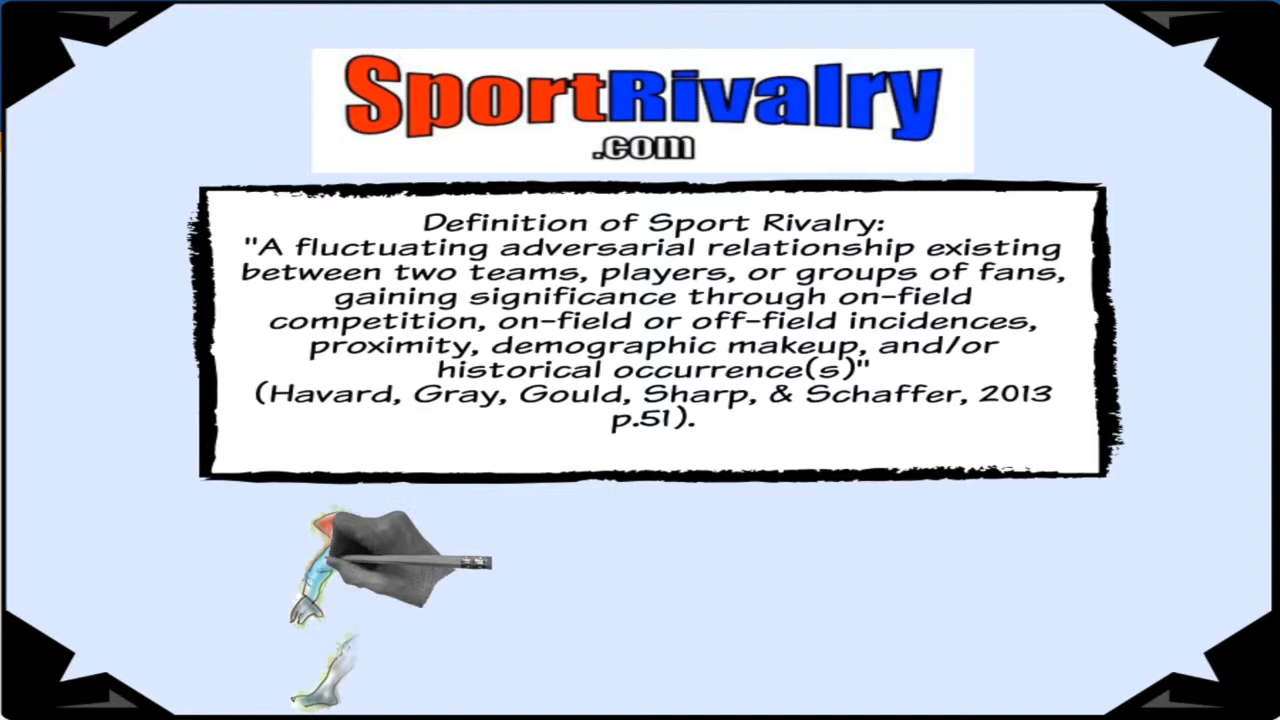 SportRivalry
.com
Definition of Sport Rivalry:
"A fluctuating adversarial relationship existing
between two teams, players, or groups of fans,
gaining significance through on-field
competition, on-field or off-field incidences,
proximity, demographic makeup, and/or
historical occurrence(s)"
(Havard, Gray, Gould, Sharp, & Schaffer, 2013
p.51).